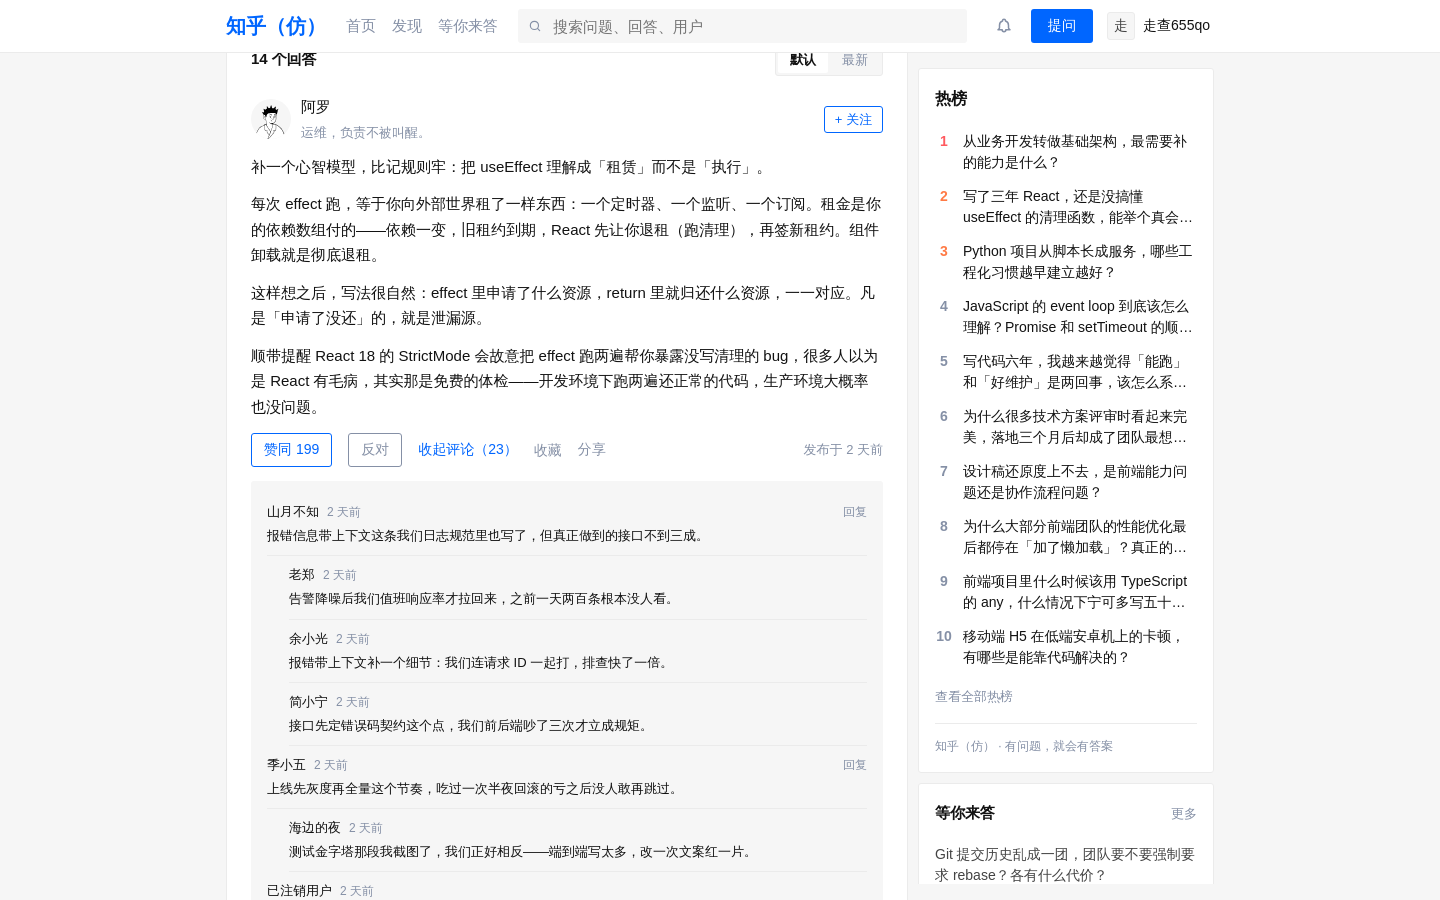 知乎（仿） 首页 发现 等你来答 搜索问题、回答、用户 提问 走 走查655qo
14 个回答 默认 最新
阿罗
运维，负责不被叫醒。
+ 关注
补一个心智模型，比记规则牢：把 useEffect 理解成「租赁」而不是「执行」。
每次 effect 跑，等于你向外部世界租了一样东西：一个定时器、一个监听、一个订阅。租金是你
的依赖数组付的——依赖一变，旧租约到期，React 先让你退租（跑清理），再签新租约。组件
卸载就是彻底退租。
这样想之后，写法很自然：effect 里申请了什么资源，return 里就归还什么资源，一一对应。凡
是「申请了没还」的，就是泄漏源。
顺带提醒 React 18 的 StrictMode 会故意把 effect 跑两遍帮你暴露没写清理的 bug，很多人以为
是 React 有毛病，其实那是免费的体检——开发环境下跑两遍还正常的代码，生产环境大概率
也没问题。
赞同 199 反对 收起评论（23） 收藏 分享 发布于 2 天前
山月不知 2 天前 回复
报错信息带上下文这条我们日志规范里也写了，但真正做到的接口不到三成。
老郑 2 天前
告警降噪后我们值班响应率才拉回来，之前一天两百条根本没人看。
余小光 2 天前
报错带上下文补一个细节：我们连请求 ID 一起打，排查快了一倍。
简小宁 2 天前
接口先定错误码契约这个点，我们前后端吵了三次才立成规矩。
季小五 2 天前 回复
上线先灰度再全量这个节奏，吃过一次半夜回滚的亏之后没人敢再跳过。
海边的夜 2 天前
测试金字塔那段我截图了，我们正好相反——端到端写太多，改一次文案红一片。
已注销用户 2 天前
热榜
1 从业务开发转做基础架构，最需要补
的能力是什么？
2 写了三年 React，还是没搞懂
useEffect 的清理函数，能举个真会…
3 Python 项目从脚本长成服务，哪些工
程化习惯越早建立越好？
4 JavaScript 的 event loop 到底该怎么
理解？Promise 和 setTimeout 的顺…
5 写代码六年，我越来越觉得「能跑」
和「好维护」是两回事，该怎么系…
6 为什么很多技术方案评审时看起来完
美，落地三个月后却成了团队最想…
7 设计稿还原度上不去，是前端能力问
题还是协作流程问题？
8 为什么大部分前端团队的性能优化最
后都停在「加了懒加载」？真正的…
9 前端项目里什么时候该用 TypeScript
的 any，什么情况下宁可多写五十…
10 移动端 H5 在低端安卓机上的卡顿，
有哪些是能靠代码解决的？
查看全部热榜
知乎（仿） · 有问题，就会有答案
等你来答 更多
Git 提交历史乱成一团，团队要不要强制要
求 rebase？各有什么代价？